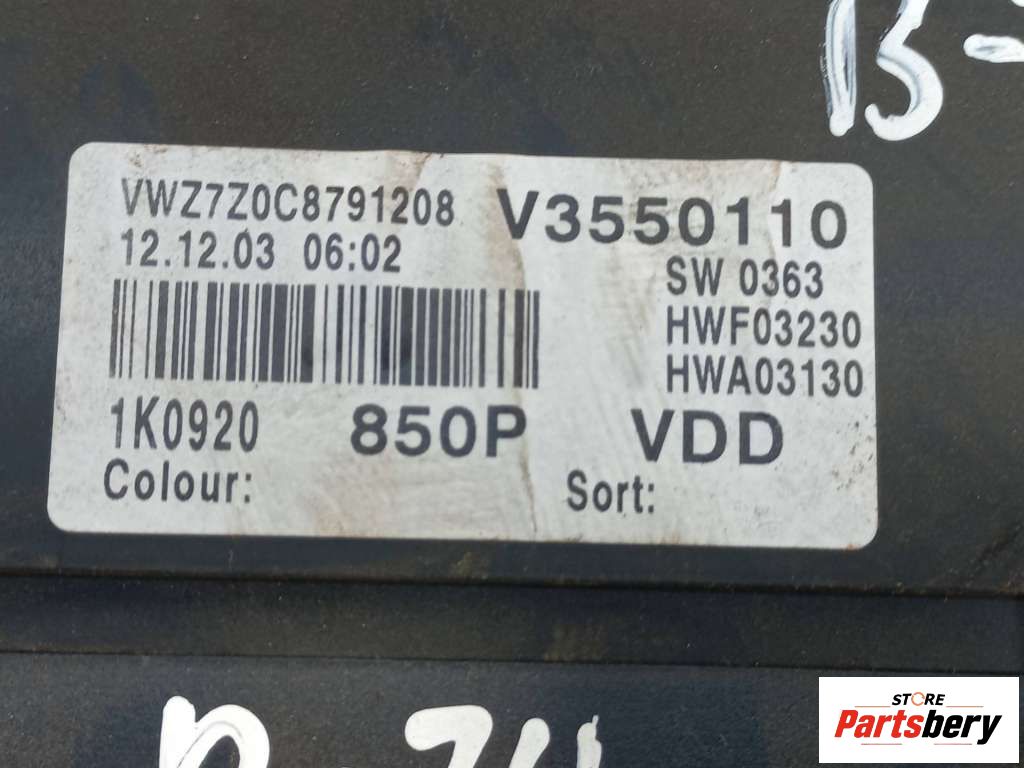 VWZ7Z0C8791208 V3550110
12.12.03 06:02
SW 0363
HWF03230
HWA03130
1K0920 850P VDD
Colour: Sort:
STORE
Partsbery